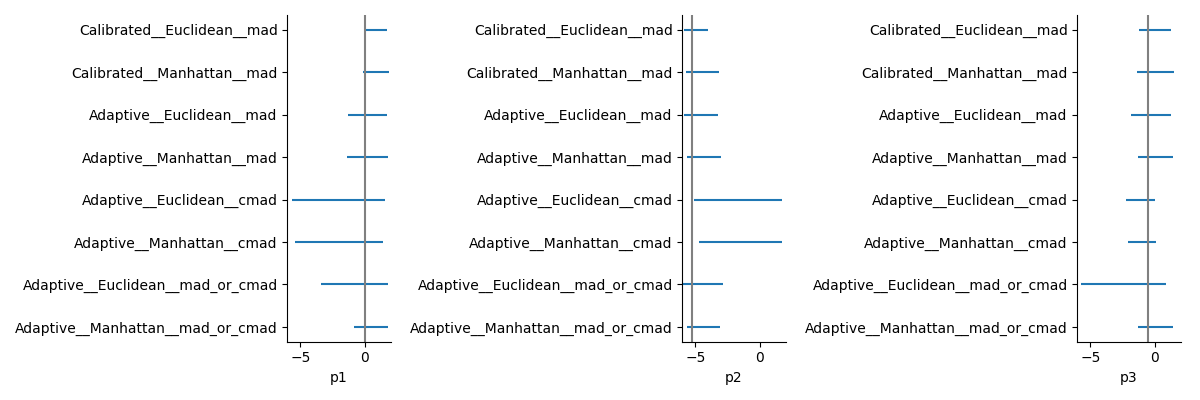 Calibrated__Euclidean__mad
Calibrated__Manhattan__mad
Adaptive__Euclidean__mad
Adaptive__Manhattan__mad
Adaptive__Euclidean__cmad
Adaptive__Manhattan__cmad
Adaptive__Euclidean__mad_or_cmad
Adaptive__Manhattan__mad_or_cmad
−5 0
p1
Calibrated__Euclidean__mad
Calibrated__Manhattan__mad
Adaptive__Euclidean__mad
Adaptive__Manhattan__mad
Adaptive__Euclidean__cmad
Adaptive__Manhattan__cmad
Adaptive__Euclidean__mad_or_cmad
Adaptive__Manhattan__mad_or_cmad
−5 0
p2
Calibrated__Euclidean__mad
Calibrated__Manhattan__mad
Adaptive__Euclidean__mad
Adaptive__Manhattan__mad
Adaptive__Euclidean__cmad
Adaptive__Manhattan__cmad
Adaptive__Euclidean__mad_or_cmad
Adaptive__Manhattan__mad_or_cmad
−5 0
p3